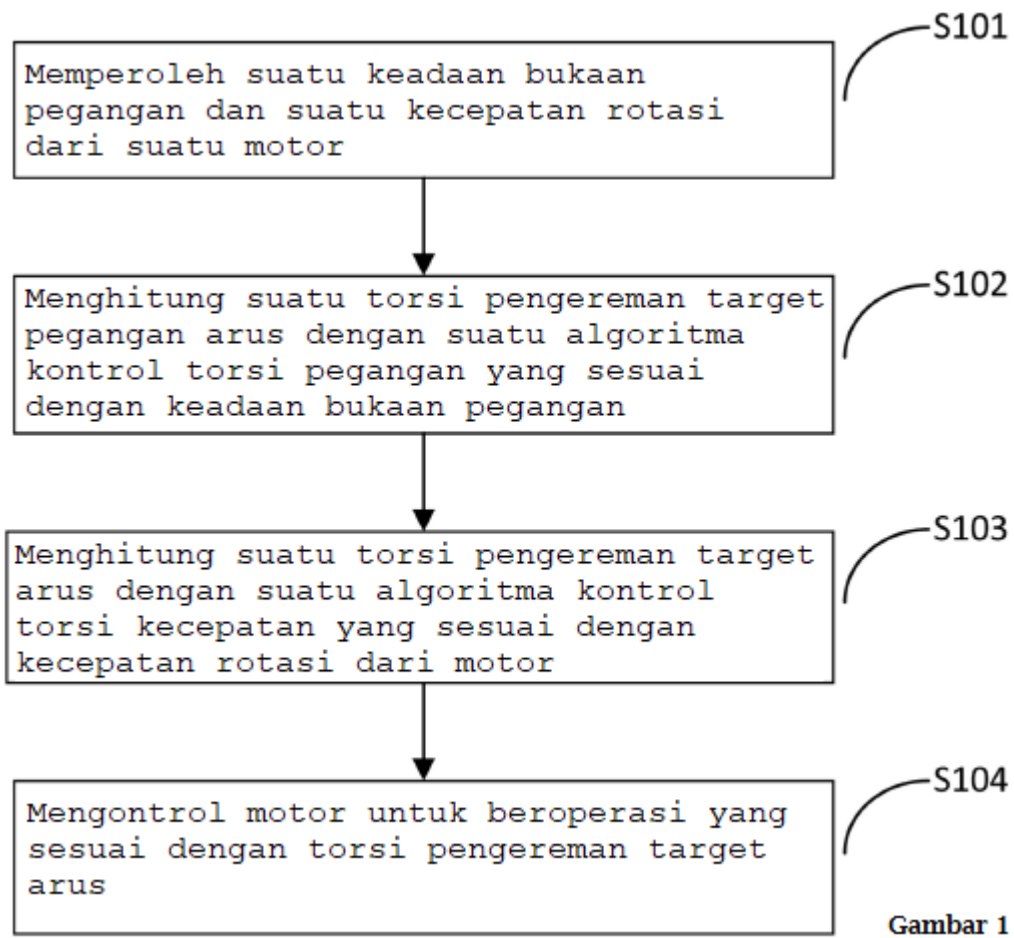 S101
Memperoleh suatu keadaan bukaan
pegangan dan suatu kecepatan rotasi
dari suatu motor
S102
Menghitung suatu torsi pengereman target
pegangan arus dengan suatu algoritma
kontrol torsi pegangan yang sesuai
dengan keadaan bukaan pegangan
S103
Menghitung suatu torsi pengereman target
arus dengan suatu algoritma kontrol
torsi kecepatan yang sesuai dengan
kecepatan rotasi dari motor
S104
Mengontrol motor untuk beroperasi yang
sesuai dengan torsi pengereman target
arus
Gambar 1